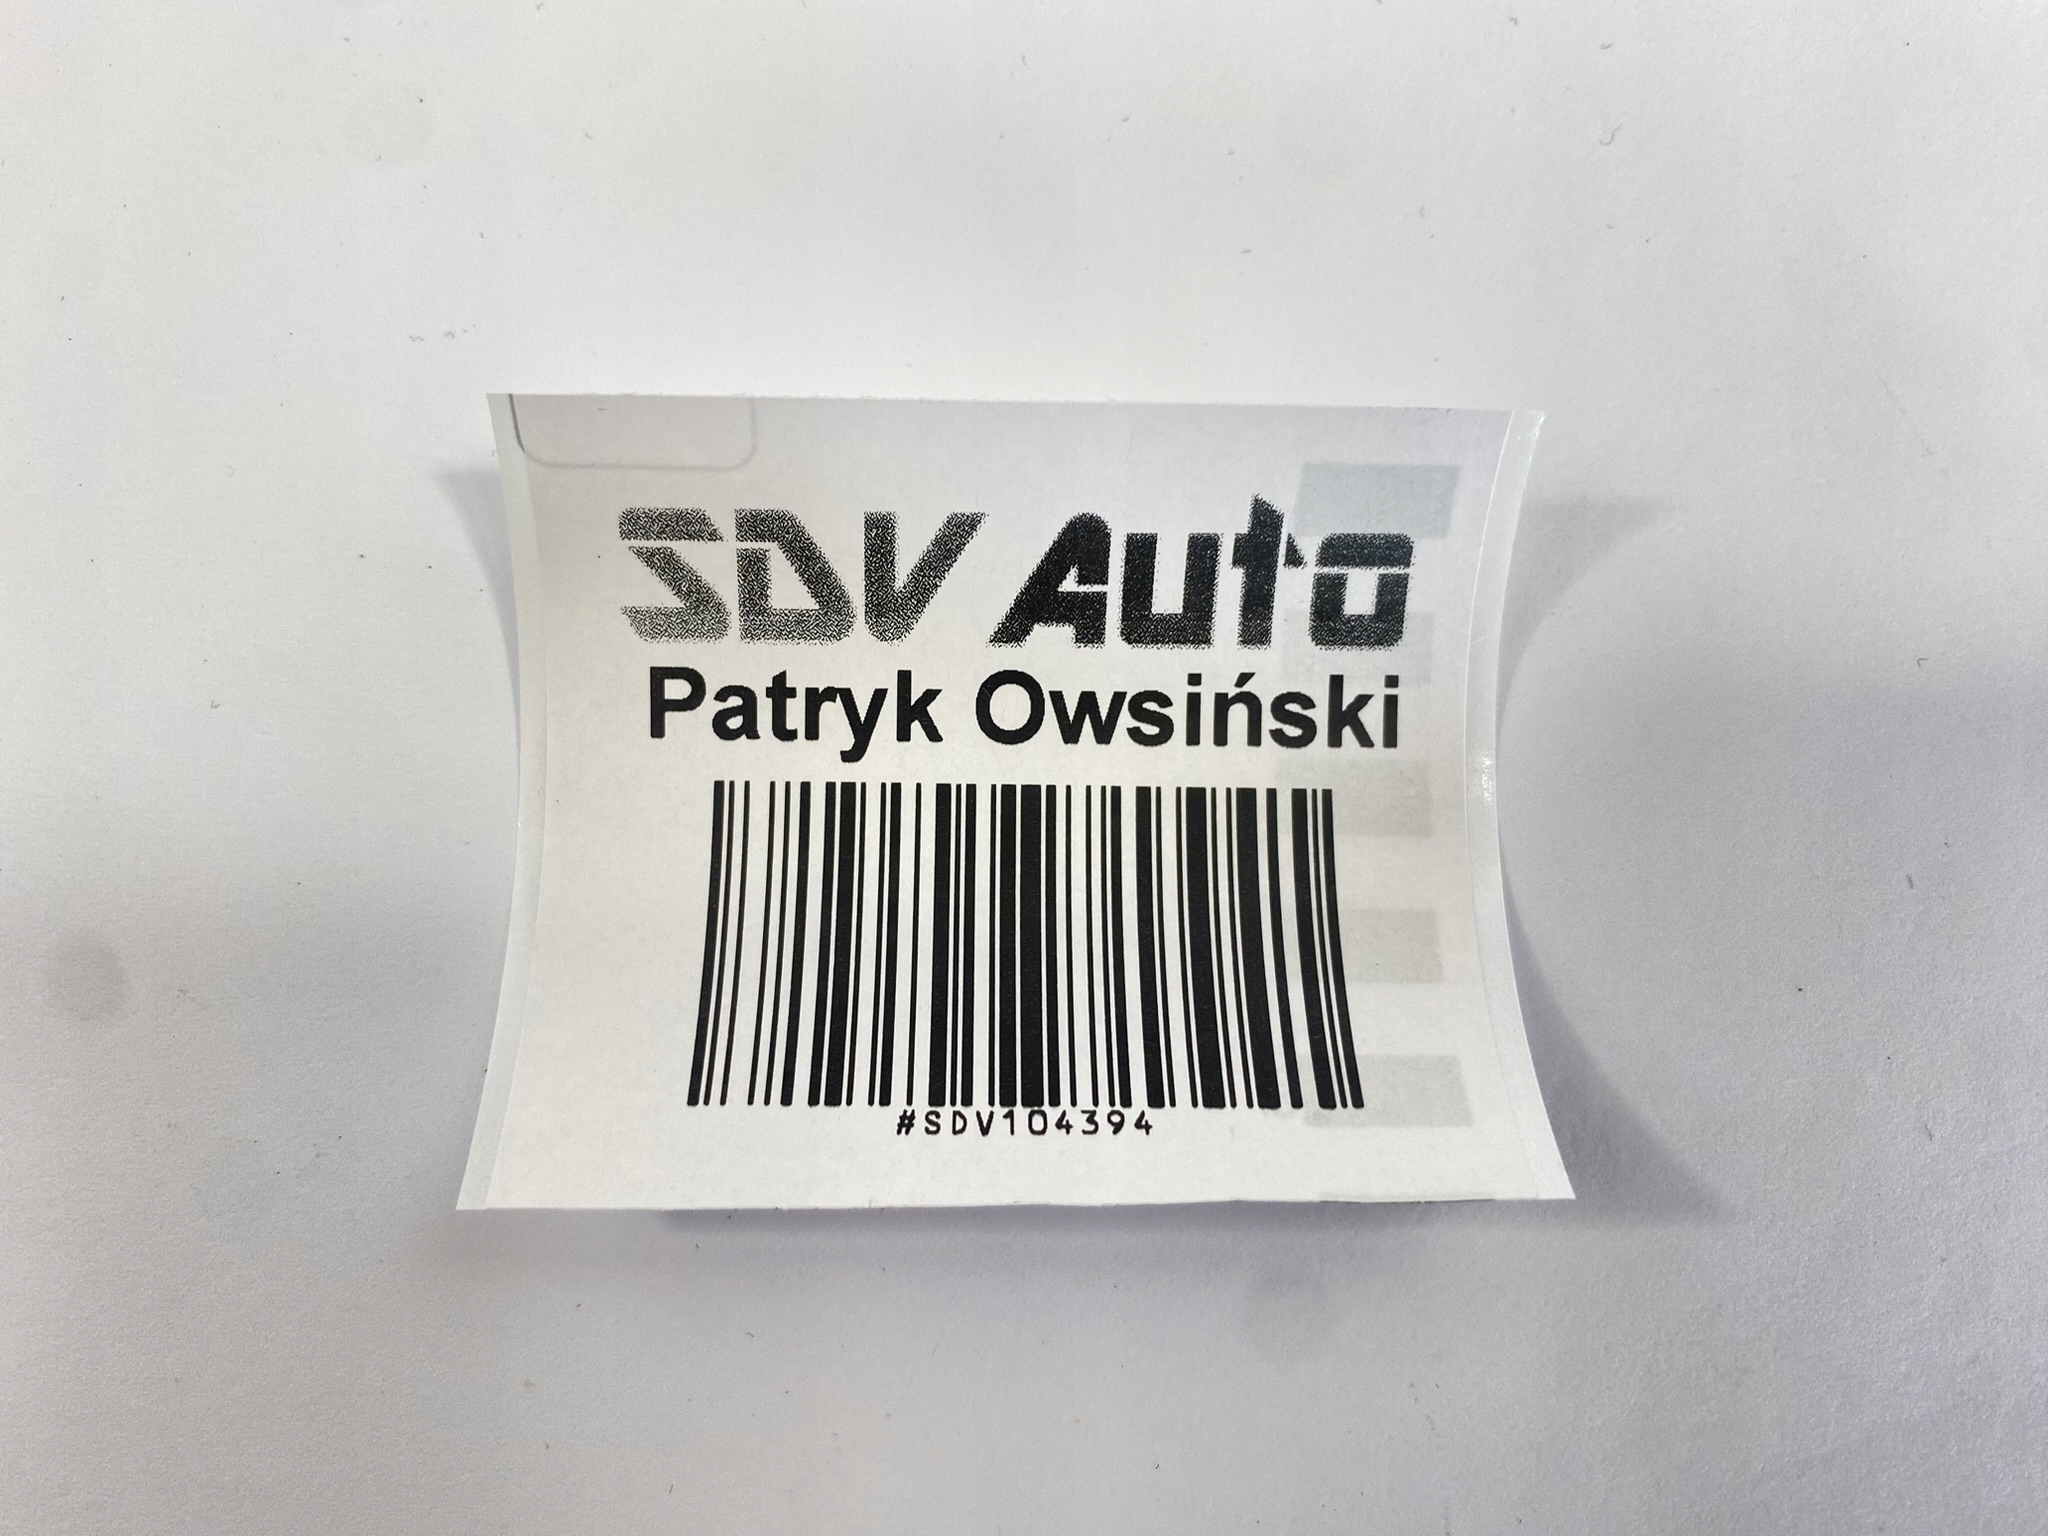 SDV Auto
Patryk Owsiński
#SDV104394